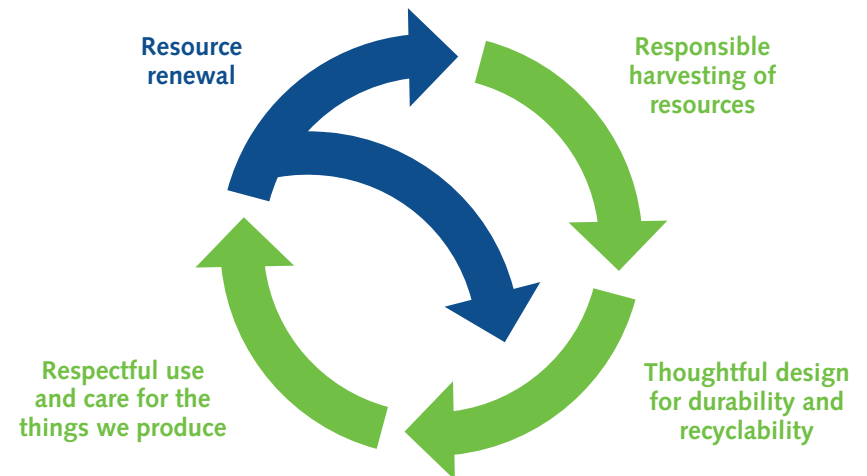 Resource
renewal
Responsible
harvesting of
resources
Thoughtful design
for durability and
recyclability
Respectful use
and care for the
things we produce